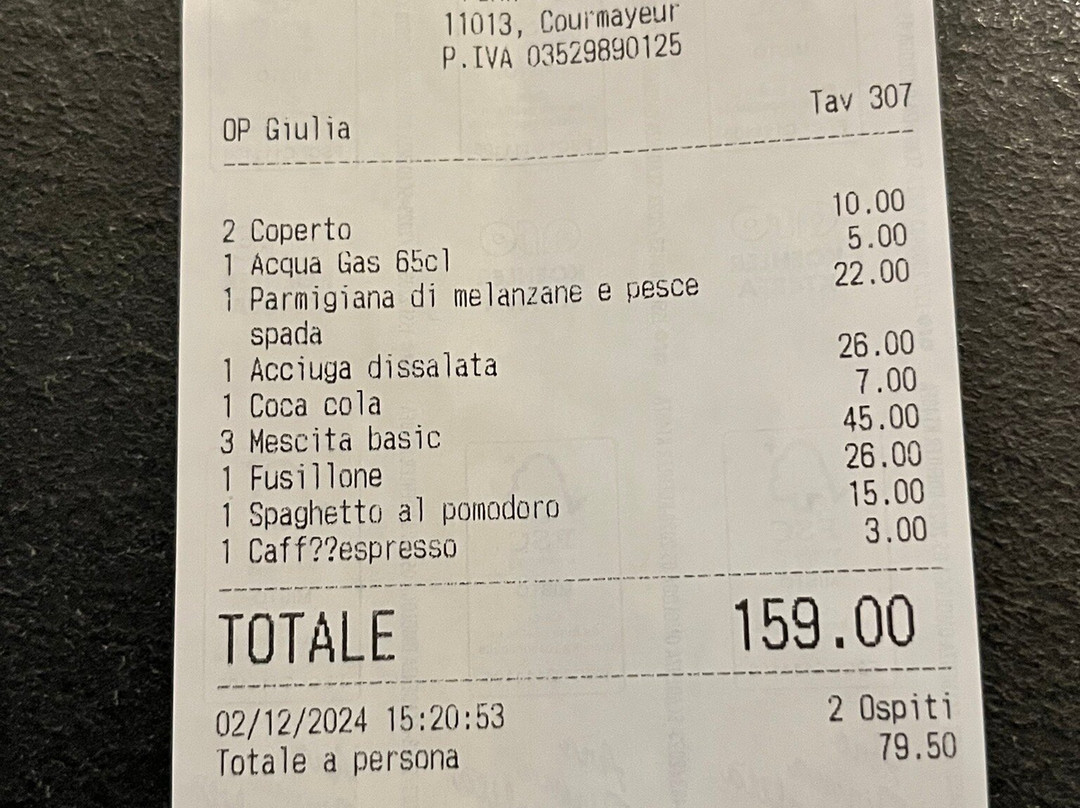 11013, Courmayeur
P.IVA 03529890125
Tav 307
OP Giulia
2 Coperto 10.00
1 Acqua Gas 65cl 5.00
1 Parmigiana di melanzane e pesce 22.00
spada
1 Acciuga dissalata 26.00
1 Coca cola 7.00
3 Mescita basic 45.00
1 Fusillone 26.00
1 Spaghetto al pomodoro 15.00
1 Caff??espresso 3.00
TOTALE 159.00
02/12/2024 15:20:53 2 Ospiti
Totale a persona 79.50